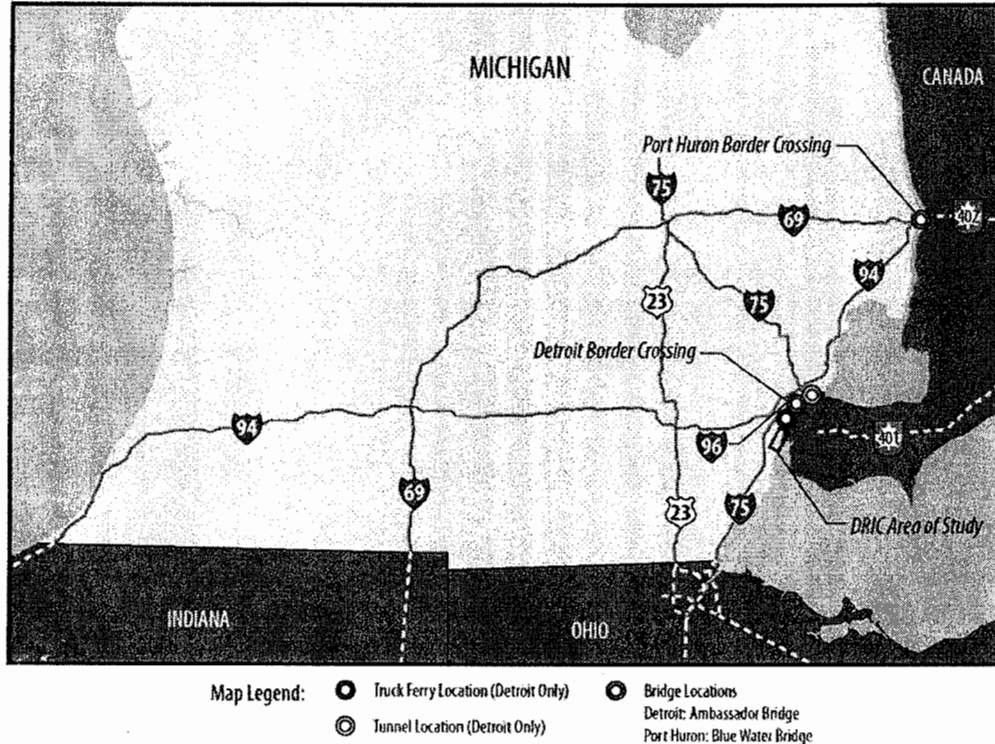 MICHIGAN
CANADA
Port Huron Border Crossing
75
69
402
94
23
75
Detroit Border Crossing
94
96
401
69
23
75
DRIC Area of Study
INDIANA
OHIO
Map Legend:
Truck Ferry Location (Detroit Only)
Bridge Locations
Detroit: Ambassador Bridge
Tunnel Location (Detroit Only)
Port Huron: Blue Water Bridge